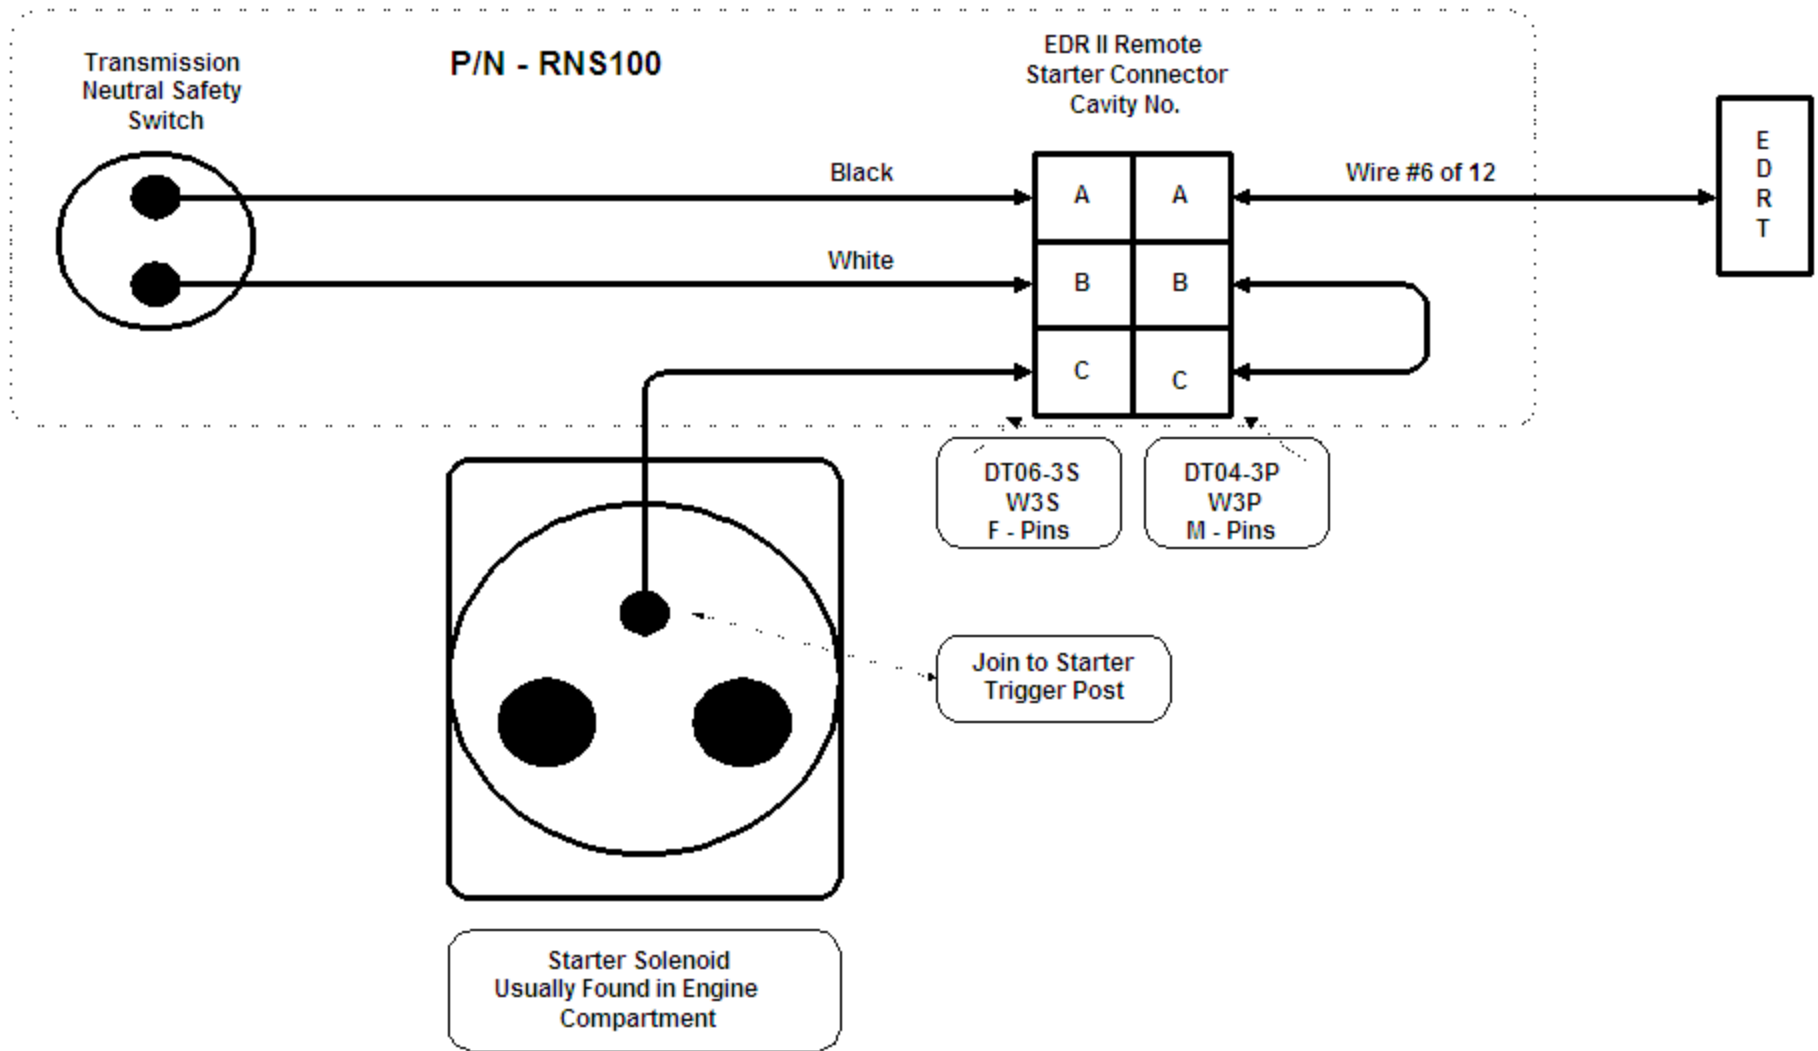 Transmission
Neutral Safety
Switch
P/N - RNS100
EDR II Remote
Starter Connector
Cavity No.
Black
White
A
A
B
B
C
C
Wire #6 of 12
E
D
R
T
DT06-3S
W3S
F - Pins
DT04-3P
W3P
M - Pins
Join to Starter
Trigger Post
Starter Solenoid
Usually Found in Engine
Compartment